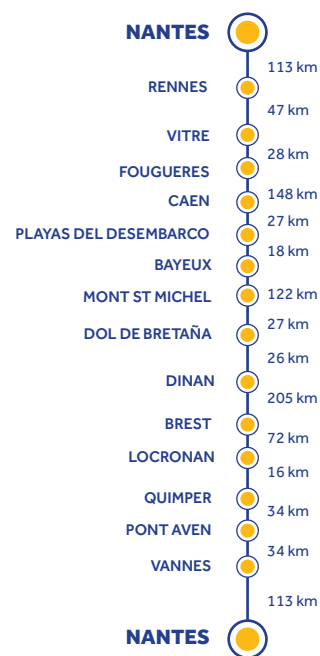 NANTES
113 km
RENNES
47 km
VITRE
28 km
FOUGERES
148 km
CAEN
27 km
PLAYAS DEL DESEMBARCO
18 km
BAYEUX
122 km
MONT ST MICHEL
27 km
DOL DE BRETAÑA
26 km
DINAN
205 km
BREST
72 km
LOCRONAN
16 km
QUIMPER
34 km
PONT AVEN
34 km
VANNES
113 km
NANTES